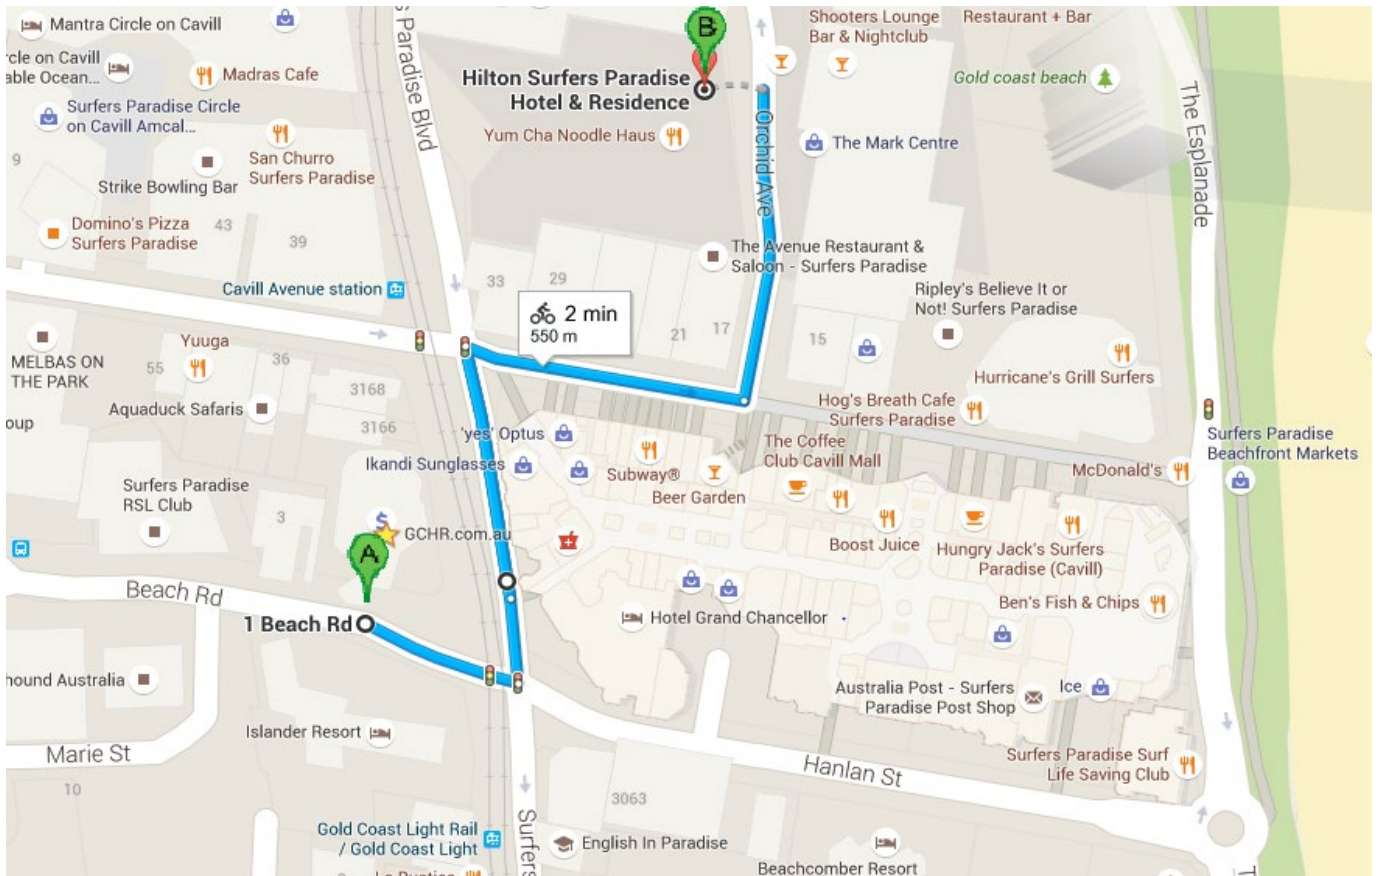 Mantra Circle on Cavill
rcle on Cavill
able Ocean...
Madras Cafe
Surfers Paradise Circle
on Cavill Amcal...
San Churro
Surfers Paradise
9
Strike Bowling Bar
Domino's Pizza
Surfers Paradise
43
39
s Paradise Blvd
B
Hilton Surfers Paradise
Hotel & Residence
Yum Cha Noodle Haus
Shooters Lounge
Bar & Nightclub
Restaurant + Bar
Gold coast beach
The Esplanade
Orchid Ave
The Mark Centre
The Avenue Restaurant &
Saloon - Surfers Paradise
Cavill Avenue station
33
29
2 min
550 m
21
17
15
Ripley's Believe It or
Not! Surfers Paradise
Hurricane's Grill Surfers
Hog's Breath Cafe
Surfers Paradise
Yuuga
MELBAS ON
THE PARK
55
36
3168
Aquaduck Safaris
3166
oup
'yes' Optus
Ikandi Sunglasses
Subway®
Beer Garden
The Coffee
Club Cavill Mall
McDonald's
Surfers Paradise
Beachfront Markets
Surfers Paradise
RSL Club
3
$
GCHR.com.au
A
Boost Juice
Hungry Jack's Surfers
Paradise (Cavill)
Ben's Fish & Chips
Beach Rd
1 Beach Rd
Hotel Grand Chancellor
hound Australia
Australia Post - Surfers
Paradise Post Shop
Ice
Islander Resort
Marie St
Hanlan St
Surfers Paradise Surf
Life Saving Club
10
3063
Gold Coast Light Rail
/ Gold Coast Light
Surfers
English In Paradise
Beachcomber Resort